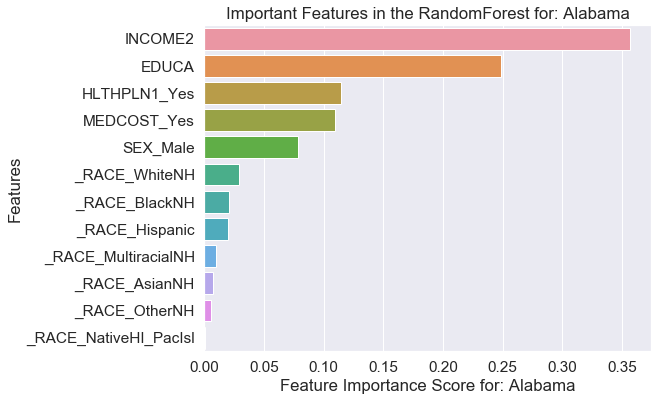 Important Features in the RandomForest for: Alabama
Features
INCOME2
EDUCA
HLTHPLN1_Yes
MEDCOST_Yes
SEX_Male
_RACE_WhiteNH
_RACE_BlackNH
_RACE_Hispanic
_RACE_MultiracialNH
_RACE_AsianNH
_RACE_OtherNH
_RACE_NativeHI_PacIsl
0.00 0.05 0.10 0.15 0.20 0.25 0.30 0.35
Feature Importance Score for: Alabama